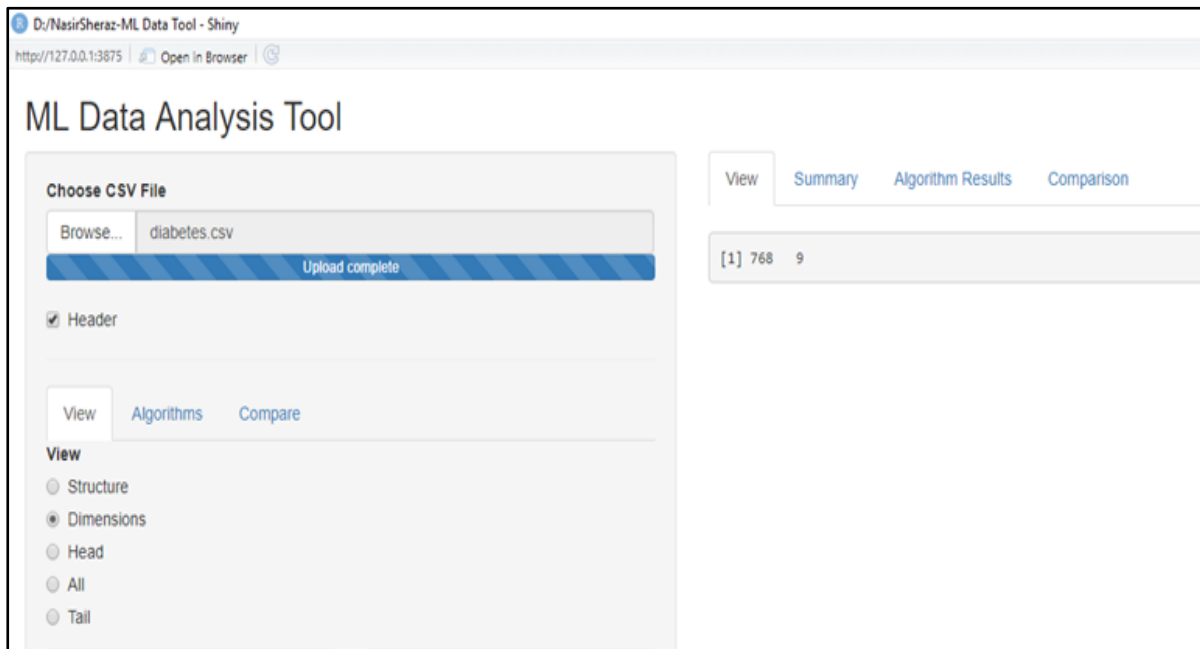 D:/NasirSheraz-ML Data Tool - Shiny
http://127.0.0.1:3875 Open in Browser
ML Data Analysis Tool
Choose CSV File
Browse... diabetes.csv
Upload complete
Header
View Algorithms Compare
View
Structure
Dimensions
Head
All
Tail
View Summary Algorithm Results Comparison
[1] 768 9